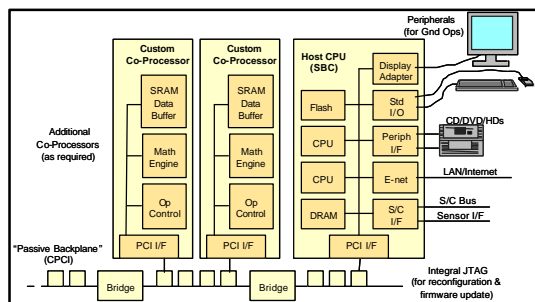 Peripherals
(for Gnd Ops)
Custom
Co-Processor
Custom
Co-Processor
Host CPU
(SBC)
SRAM
Data
Buffer
SRAM
Data
Buffer
Display
Adapter
Flash
Std
I/O
CD/DVD/HDs
Additional
Co-Processors
(as required)
Math
Engine
Math
Engine
CPU
Periph
I/F
CPU
E-net
LAN/Internet
Op
Control
Op
Control
DRAM
S/C
I/F
S/C Bus
Sensor I/F
PCI I/F
PCI I/F
PCI I/F
"Passive Backplane"
(CPCI)
Bridge
Bridge
Integral JTAG
(for reconfiguration &
firmware update)